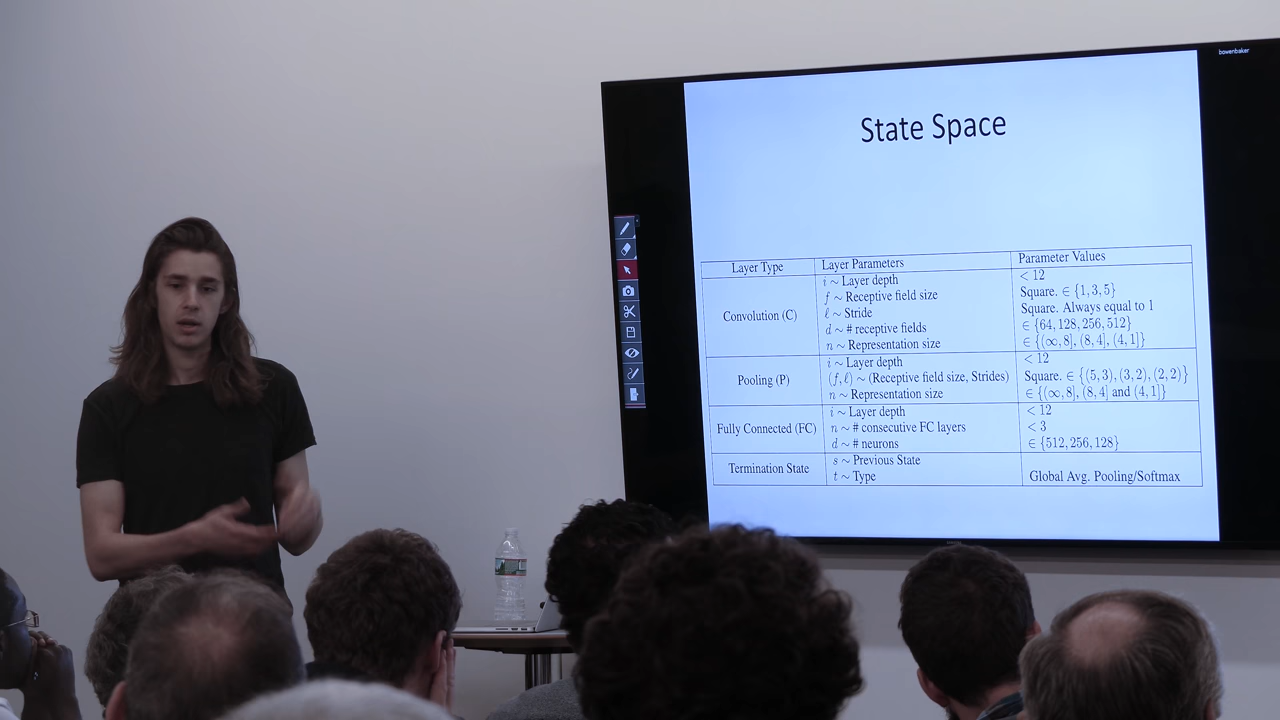 bowenbaker
State Space
Layer Type Layer Parameters Parameter Values
Convolution (C)
i ∼ Layer depth < 12
f ∼ Receptive field size Square. ∈ {1, 3, 5}
ℓ ∼ Stride Square. Always equal to 1
d ∼ # receptive fields ∈ {64, 128, 256, 512}
n ∼ Representation size ∈ {(∞, 8], (8, 4], (4, 1]}
Pooling (P)
i ∼ Layer depth < 12
(f, ℓ) ∼ (Receptive field size, Strides) Square. ∈ {(5, 3), (3, 2), (2, 2)}
n ∼ Representation size ∈ {(∞, 8], (8, 4] and (4, 1]}
Fully Connected (FC)
i ∼ Layer depth < 12
n ∼ # consecutive FC layers < 3
d ∼ # neurons ∈ {512, 256, 128}
Termination State
s ∼ Previous State
t ∼ Type Global Avg. Pooling/Softmax